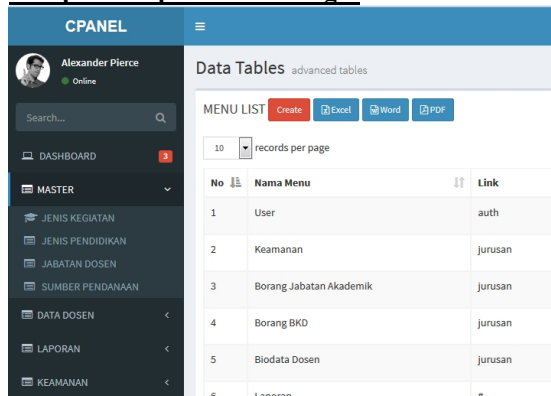 CPANEL
Alexander Pierce
Online
Search...
DASHBOARD 3
MASTER
JENIS KEGIATAN
JENIS PENDIDIKAN
JABATAN DOSEN
SUMBER PENDANAAN
DATA DOSEN
LAPORAN
KEAMANAN
Data Tables advanced tables
MENU LIST Create Excel Word PDF
10 records per page
No Nama Menu Link
1 User auth
2 Keamanan jurusan
3 Borang Jabatan Akademik jurusan
4 Borang BKD jurusan
5 Biodata Dosen jurusan
6 Laporan #